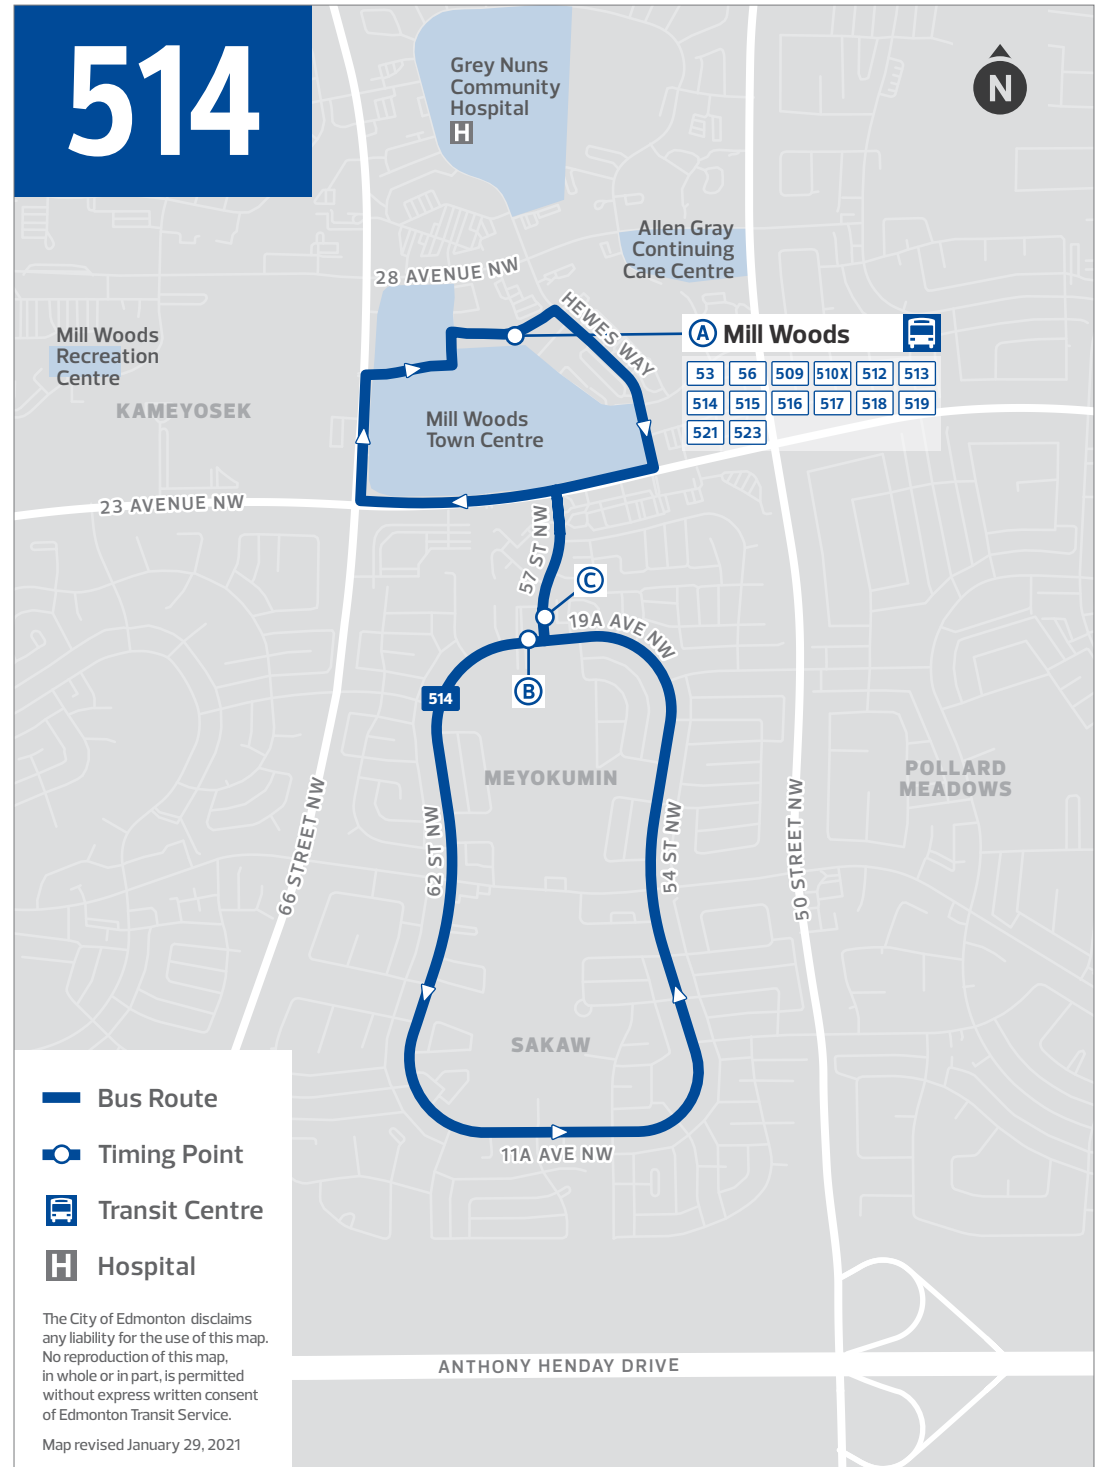 514
Grey Nuns
Community
Hospital
H
N
Allen Gray
Continuing
Care Centre
28 AVENUE NW
HEWES WAY
A Mill Woods
53 56 509 510X 512 513
514 515 516 517 518 519
521 523
Mill Woods
Recreation
Centre
KAMEYOSEK
Mill Woods
Town Centre
23 AVENUE NW
57 ST NW
C
19A AVE NW
B
514
MEYOKUMIN
POLLARD
MEADOWS
66 STREET NW
62 ST NW
54 ST NW
50 STREET NW
SAKAW
11A AVE NW
Bus Route
Timing Point
Transit Centre
H Hospital
The City of Edmonton disclaims
any liability for the use of this map.
No reproduction of this map,
in whole or in part, is permitted
without express written consent
of Edmonton Transit Service.
Map revised January 29, 2021
ANTHONY HENDAY DRIVE